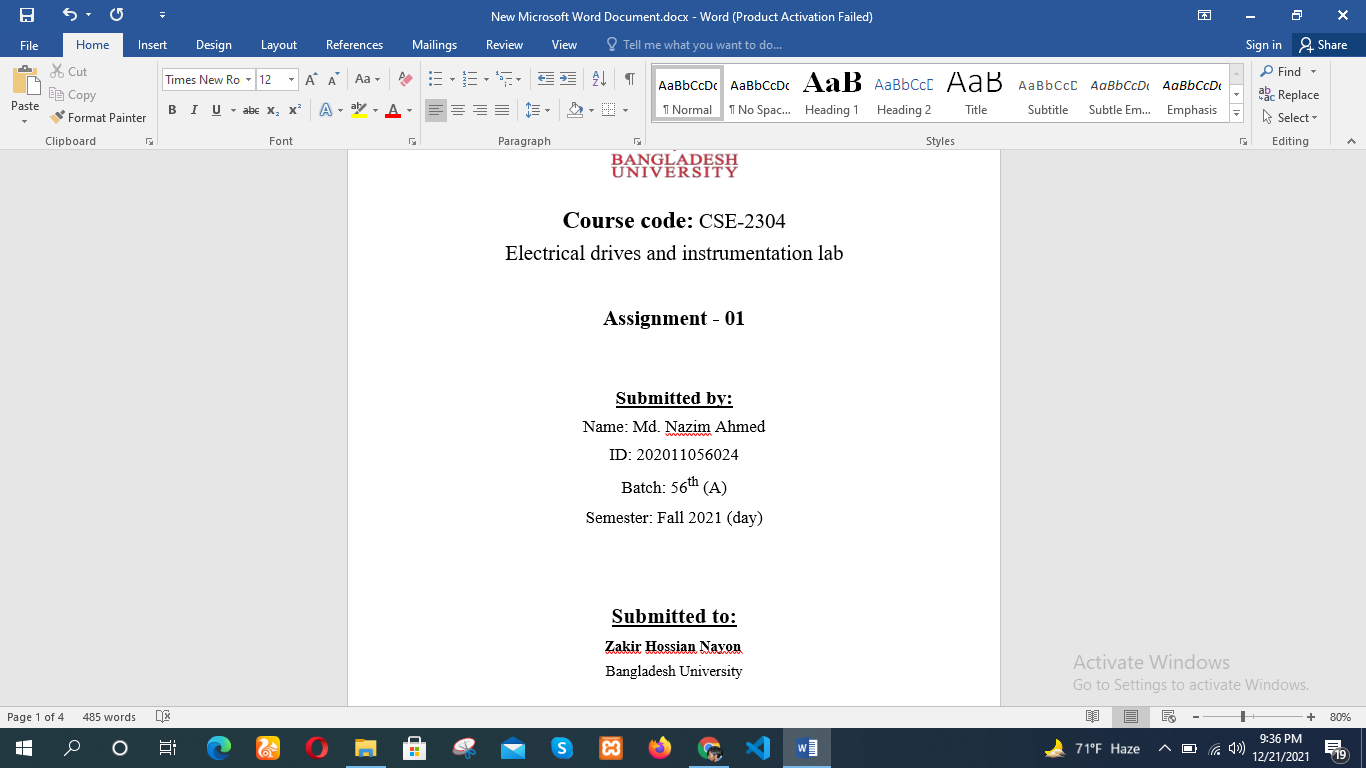 New Microsoft Word Document.docx - Word (Product Activation Failed)
File Home Insert Design Layout References Mailings Review View Tell me what you want to do... Sign in Share
Paste
Cut
Copy
Format Painter
Clipboard
Times New Ro 12
Font
Paragraph
AaBbCcDc AaBbCcDc AaB AaBbCcD AaB AaBbCcD AaBbCcDc AaBbCcDc
¶ Normal ¶ No Spac... Heading 1 Heading 2 Title Subtitle Subtle Em... Emphasis
Styles
Find
Replace
Select
Editing
BANGLADESH
UNIVERSITY
Course code: CSE-2304
Electrical drives and instrumentation lab
Assignment - 01
Submitted by:
Name: Md. Nazim Ahmed
ID: 202011056024
Batch: 56th (A)
Semester: Fall 2021 (day)
Submitted to:
Zakir Hossian Nayon
Bangladesh University
Activate Windows
Go to Settings to activate Windows.
Page 1 of 4 485 words
80%
71°F Haze
9:36 PM
12/21/2021
19